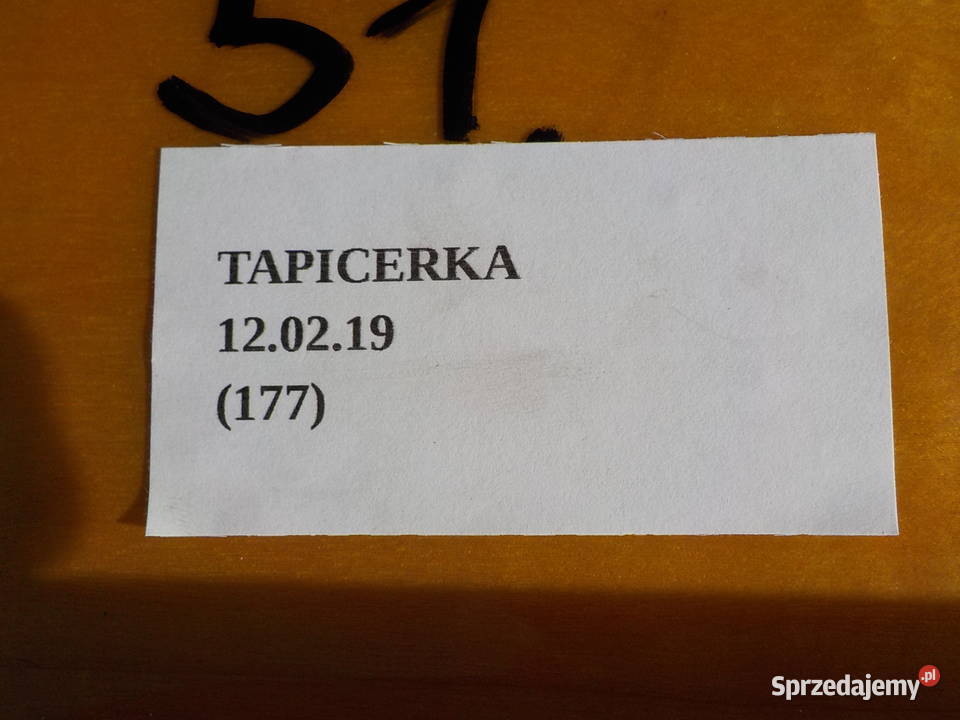 51.
TAPICERKA
12.02.19
(177)
Sprzedajemy.pl